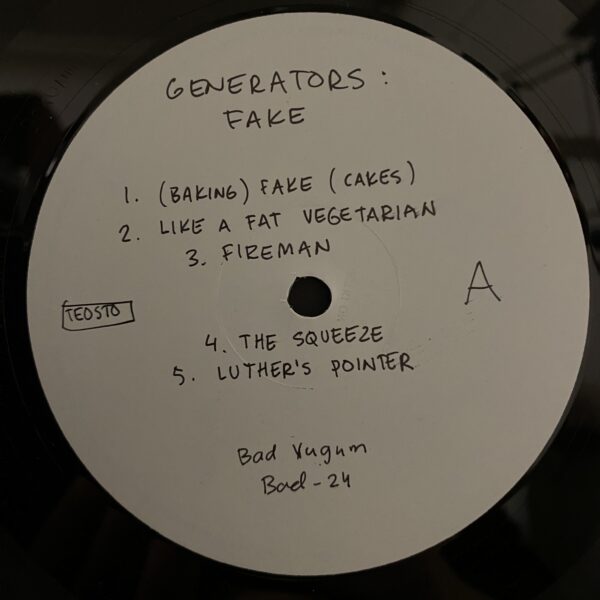 GENERATORS:
FAKE
1. (BAKING) FAKE (CAKES)
2. LIKE A FAT VEGETARIAN
3. FIREMAN
TEOSTO
A
4. THE SQUEEZE
5. LUTHER'S POINTER
Bad Vugum
Bad-24